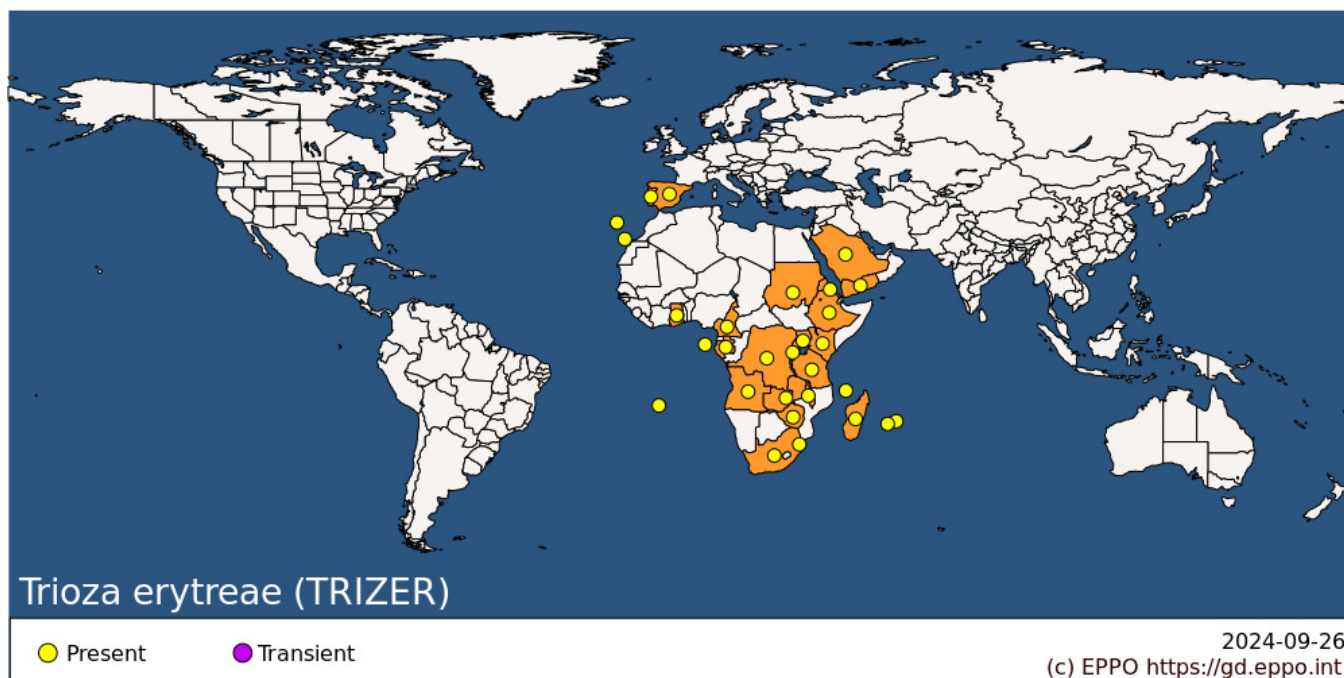 Trioza erytreae (TRIZER)
Present
Transient
2024-09-26
(c) EPPO https://gd.eppo.int